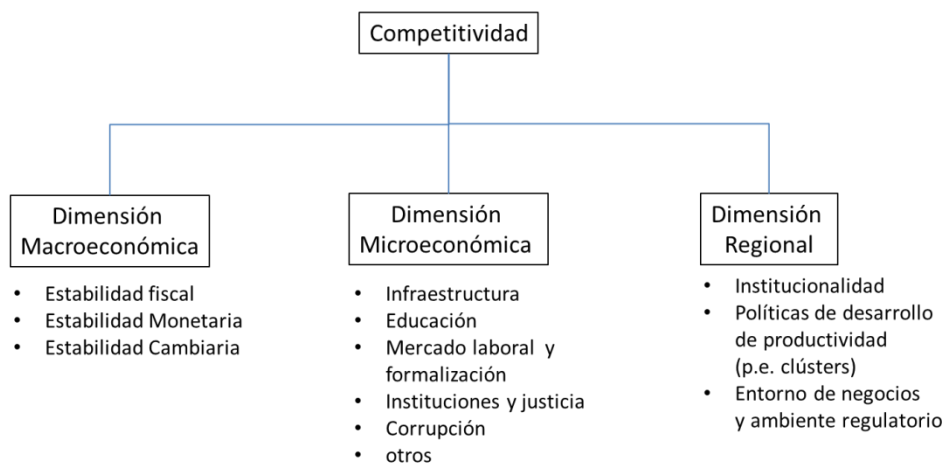 Competitividad
Dimensión
Macroeconómica
• Estabilidad fiscal
• Estabilidad Monetaria
• Estabilidad Cambiaria
Dimensión
Microeconómica
• Infraestructura
• Educación
• Mercado laboral y
formalización
• Instituciones y justicia
• Corrupción
• otros
Dimensión
Regional
• Institucionalidad
• Políticas de desarrollo
de productividad
(p.e. clústers)
• Entorno de negocios
y ambiente regulatorio